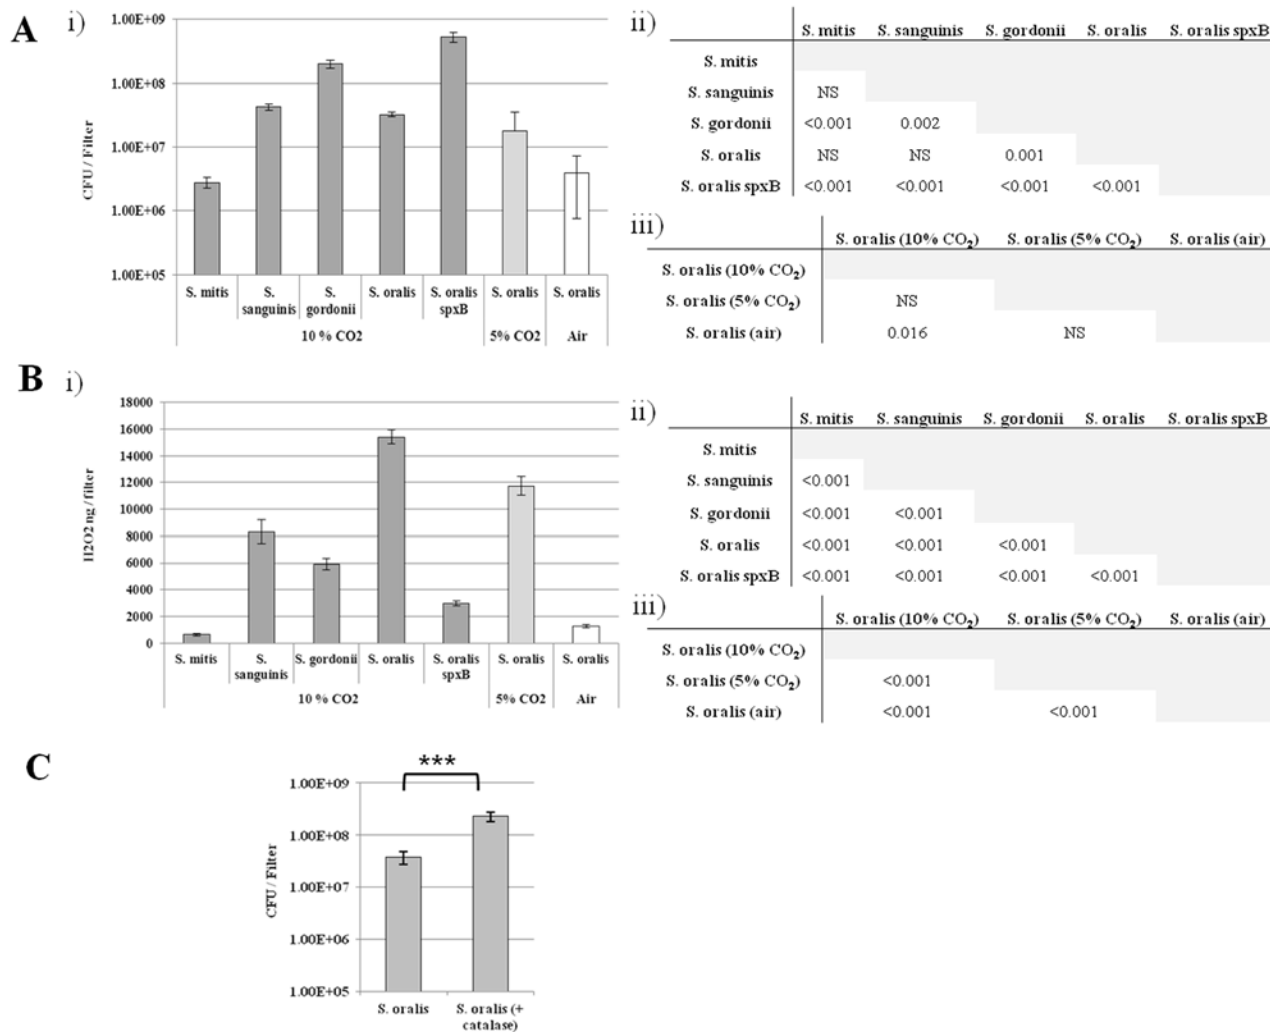 A i)
1.00E+09
1.00E+08
1.00E+07
1.00E+06
1.00E+05
CFU / Filter
S. mitis S. sanguinis S. gordonii S. oralis S. oralis spxB S. oralis S. oralis
10 % CO2 5% CO2 Air
ii)
S. mitis S. sanguinis S. gordonii S. oralis S. oralis spxB
S. mitis
S. sanguinis NS
S. gordonii <0.001 0.002
S. oralis NS NS 0.001
S. oralis spxB <0.001 <0.001 <0.001 <0.001
iii)
S. oralis (10% CO2) S. oralis (5% CO2) S. oralis (air)
S. oralis (10% CO2)
S. oralis (5% CO2) NS
S. oralis (air) 0.016 NS
B i)
18000
16000
14000
12000
10000
8000
6000
4000
2000
0
H2O2 ng / filter
S. mitis S. sanguinis S. gordonii S. oralis S. oralis spxB S. oralis S. oralis
10 % CO2 5% CO2 Air
ii)
S. mitis S. sanguinis S. gordonii S. oralis S. oralis spxB
S. mitis
S. sanguinis <0.001
S. gordonii <0.001 <0.001
S. oralis <0.001 <0.001 <0.001
S. oralis spxB <0.001 <0.001 <0.001 <0.001
iii)
S. oralis (10% CO2) S. oralis (5% CO2) S. oralis (air)
S. oralis (10% CO2)
S. oralis (5% CO2) <0.001
S. oralis (air) <0.001 <0.001
C
***
1.00E+09
1.00E+08
1.00E+07
1.00E+06
1.00E+05
CFU / Filter
S. oralis S. oralis (+
catalase)